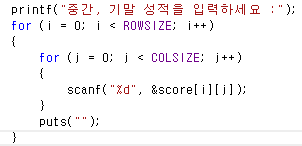 printf("중간, 기말 성적을 입력하세요 :");
for (i = 0; i < ROWSIZE; i++)
{
    for (j = 0; j < COLSIZE; j++)
    {
        scanf("%d", &score[i][j]);
    }
    puts("");
}